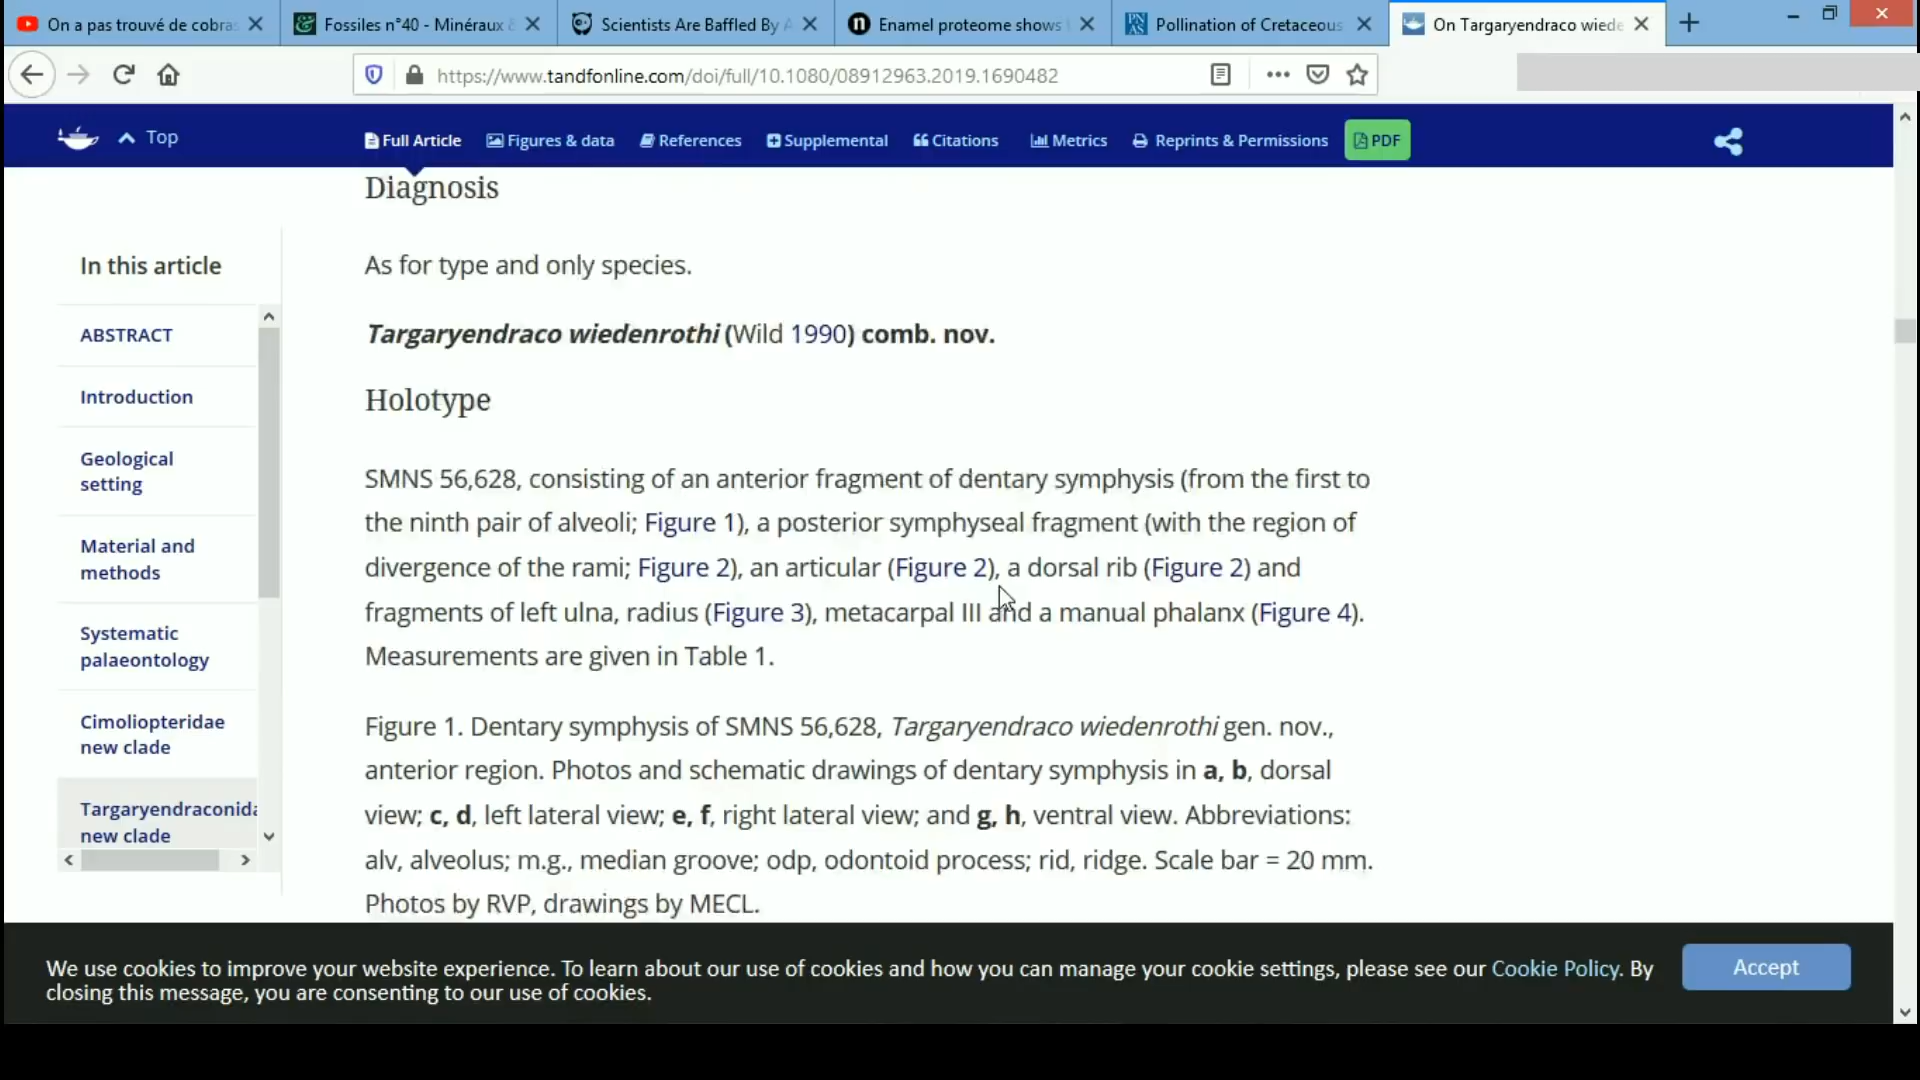 On a pas trouvé de cobras
Fossiles n°40 - Minéraux &
Scientists Are Baffled By A
Enamel proteome shows
Pollination of Cretaceous
On Targaryendraco wiede
https://www.tandfonline.com/doi/full/10.1080/08912963.2019.1690482
Top
Full Article
Figures & data
References
Supplemental
Citations
Metrics
Reprints & Permissions
PDF
Diagnosis
In this article
ABSTRACT
Introduction
Geological
setting
Material and
methods
Systematic
palaeontology
Cimoliopteridae
new clade
Targaryendraconida
new clade
As for type and only species.
Targaryendraco wiedenrothi (Wild 1990) comb. nov.
Holotype
SMNS 56,628, consisting of an anterior fragment of dentary symphysis (from the first to
the ninth pair of alveoli; Figure 1), a posterior symphyseal fragment (with the region of
divergence of the rami; Figure 2), an articular (Figure 2), a dorsal rib (Figure 2) and
fragments of left ulna, radius (Figure 3), metacarpal III and a manual phalanx (Figure 4).
Measurements are given in Table 1.
Figure 1. Dentary symphysis of SMNS 56,628, Targaryendraco wiedenrothi gen. nov.,
anterior region. Photos and schematic drawings of dentary symphysis in a, b, dorsal
view; c, d, left lateral view; e, f, right lateral view; and g, h, ventral view. Abbreviations:
alv, alveolus; m.g., median groove; odp, odontoid process; rid, ridge. Scale bar = 20 mm.
Photos by RVP, drawings by MECL.
We use cookies to improve your website experience. To learn about our use of cookies and how you can manage your cookie settings, please see our Cookie Policy. By
closing this message, you are consenting to our use of cookies.
Accept